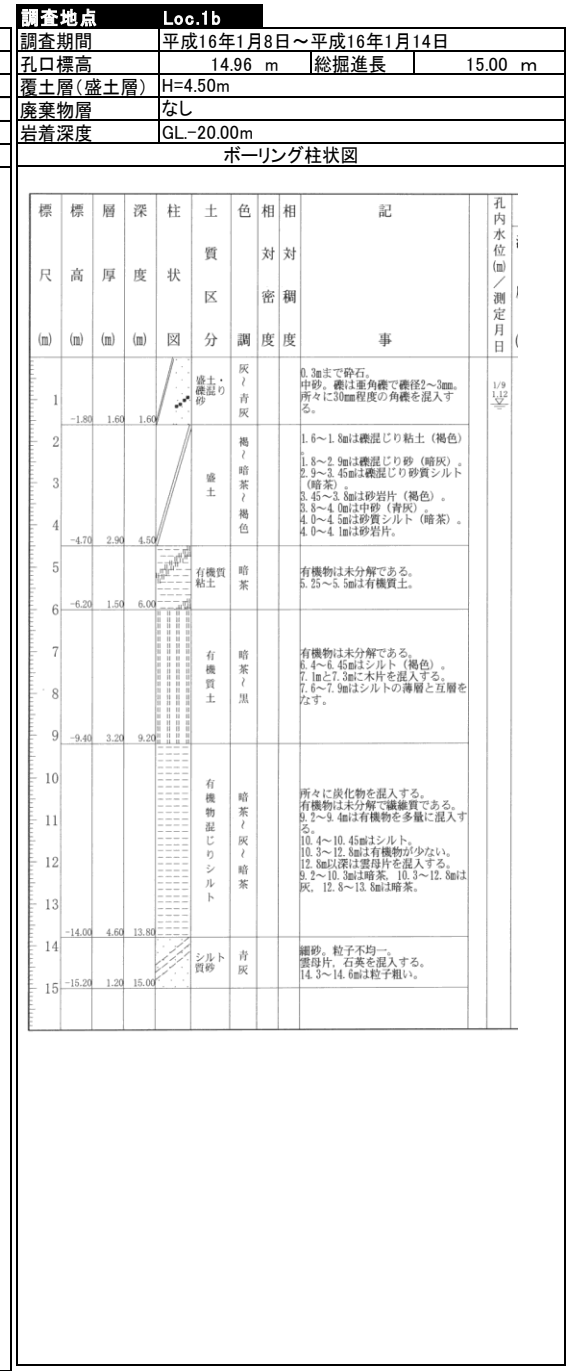 調査地点 Loc.1b
調査期間 平成16年1月8日～平成16年1月14日
孔口標高 14.96 m 総掘進長 15.00 m
覆土層(盛土層) H=4.50m
廃棄物層 なし
岩着深度 GL.-20.00m
ボーリング柱状図
標尺(m) 標高(m) 層厚(m) 深度(m) 柱状図 土質区分 色調 相対密度 相対稠度 記事 孔内水位(m)／測定月日
1
-1.80 1.60 1.60
盛土・礫混り砂
灰～青灰
0.3mまで砕石。
中砂。礫は亜角礫で礫径2～3mm。
所々に30mm程度の角礫を混入する。
1/9
1.12
2
3
4
-4.70 2.90 4.50
盛土
褐～暗茶～褐色
1.6～1.8mは礫混じり粘土（褐色）。
1.8～2.9mは礫混じり砂（暗灰）。
2.9～3.45mは礫混じり砂質シルト（暗茶）。
3.45～3.8mは砂岩片（褐色）。
3.8～4.0mは中砂（青灰）。
4.0～4.5mは砂質シルト（暗茶）。
4.0～4.1mは砂岩片。
5
6
-6.20 1.50 6.00
有機質粘土
暗茶
有機物は未分解である。
5.25～5.5mは有機質土。
7
8
9
-9.40 3.20 9.20
有機質土
暗茶～黒
有機物は未分解である。
6.4～6.45mはシルト（褐色）。
7.1mと7.3mに木片を混入する。
7.6～7.9mはシルトの薄層と互層をなす。
10
11
12
13
-14.00 4.60 13.80
有機物混じりシルト
暗茶～灰～暗茶
所々に炭化物を混入する。
有機物は未分解で繊維質である。
9.2～9.4mは有機物を多量に混入する。
10.4～10.45mはシルト。
10.3～12.8mは有機物が少ない。
12.8m以深は雲母片を混入する。
9.2～10.3mは暗茶，10.3～12.8mは灰，12.8～13.8mは暗茶。
14
15
-15.20 1.20 15.00
シルト質砂
青灰
細砂。粒子不均一。
雲母片，石英を混入する。
14.3～14.6mは粒子粗い。